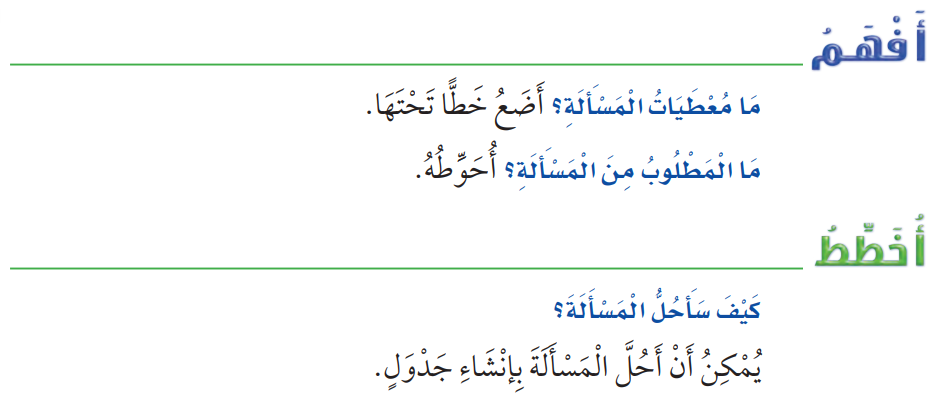 أَفْهَمُ
مَا مُعْطَيَاتُ الْمَسْأَلَةِ؟ أَضَعُ خَطًّا تَحْتَهَا.
مَا الْمَطْلُوبُ مِنَ الْمَسْأَلَةِ؟ أُحَوِّطُهُ.
أُخَطِّطُ
كَيْفَ سَأَحُلُّ الْمَسْأَلَةَ؟
يُمْكِنُ أَنْ أَحُلَّ الْمَسْأَلَةَ بِإِنْشَاءِ جَدْوَلٍ.